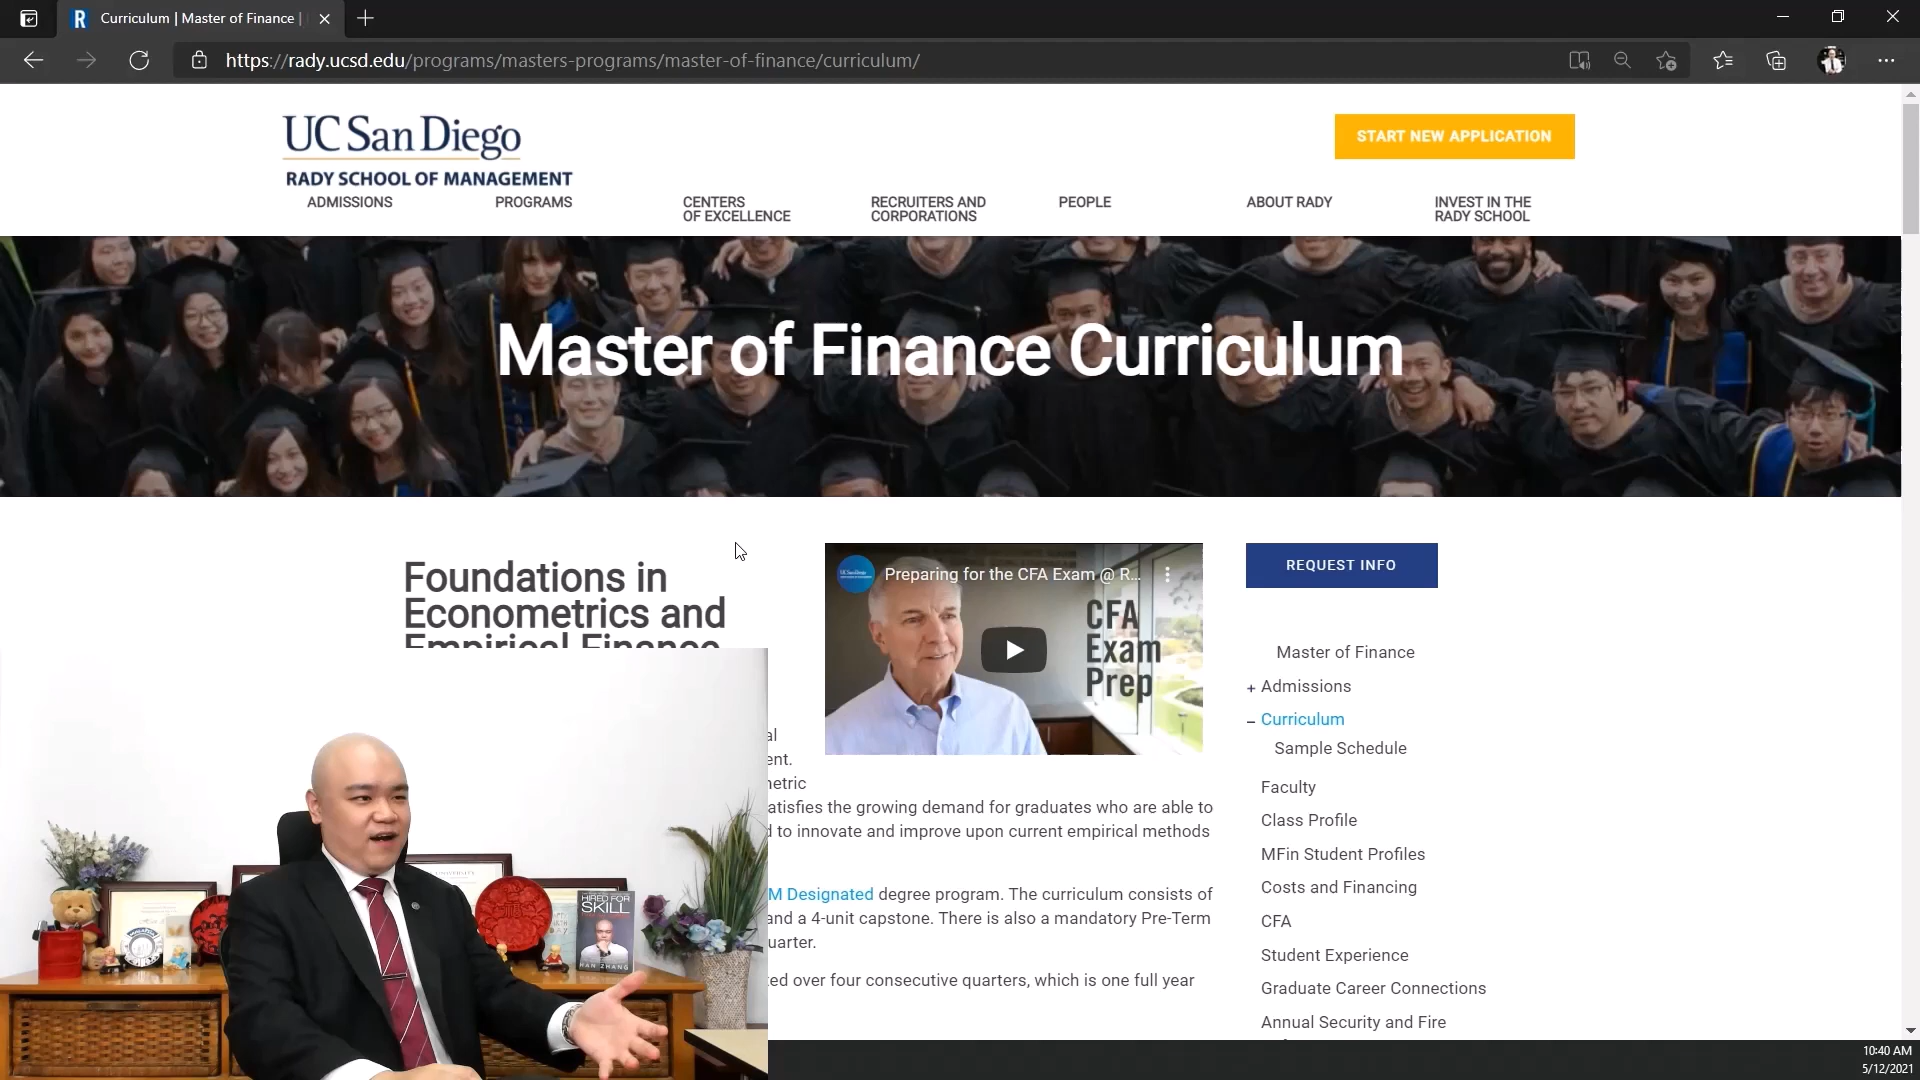 Curriculum | Master of Finance |
https://rady.ucsd.edu/programs/masters-programs/master-of-finance/curriculum/
UC San Diego
RADY SCHOOL OF MANAGEMENT
START NEW APPLICATION
ADMISSIONS
PROGRAMS
CENTERS
OF EXCELLENCE
RECRUITERS AND
CORPORATIONS
PEOPLE
ABOUT RADY
INVEST IN THE
RADY SCHOOL
Master of Finance Curriculum
Foundations in
Econometrics and
Empirical Finance
Preparing for the CFA Exam @ R...
CFA
Exam
Prep
REQUEST INFO
Master of Finance
+ Admissions
– Curriculum
Sample Schedule
Faculty
Class Profile
MFin Student Profiles
Costs and Financing
CFA
Student Experience
Graduate Career Connections
Annual Security and Fire
al
ent.
netric
atisfies the growing demand for graduates who are able to
d to innovate and improve upon current empirical methods
M Designated degree program. The curriculum consists of
and a 4-unit capstone. There is also a mandatory Pre-Term
uarter.
ted over four consecutive quarters, which is one full year
HIRED FOR
SKILL
HAN ZHANG
10:40 AM
5/12/2021